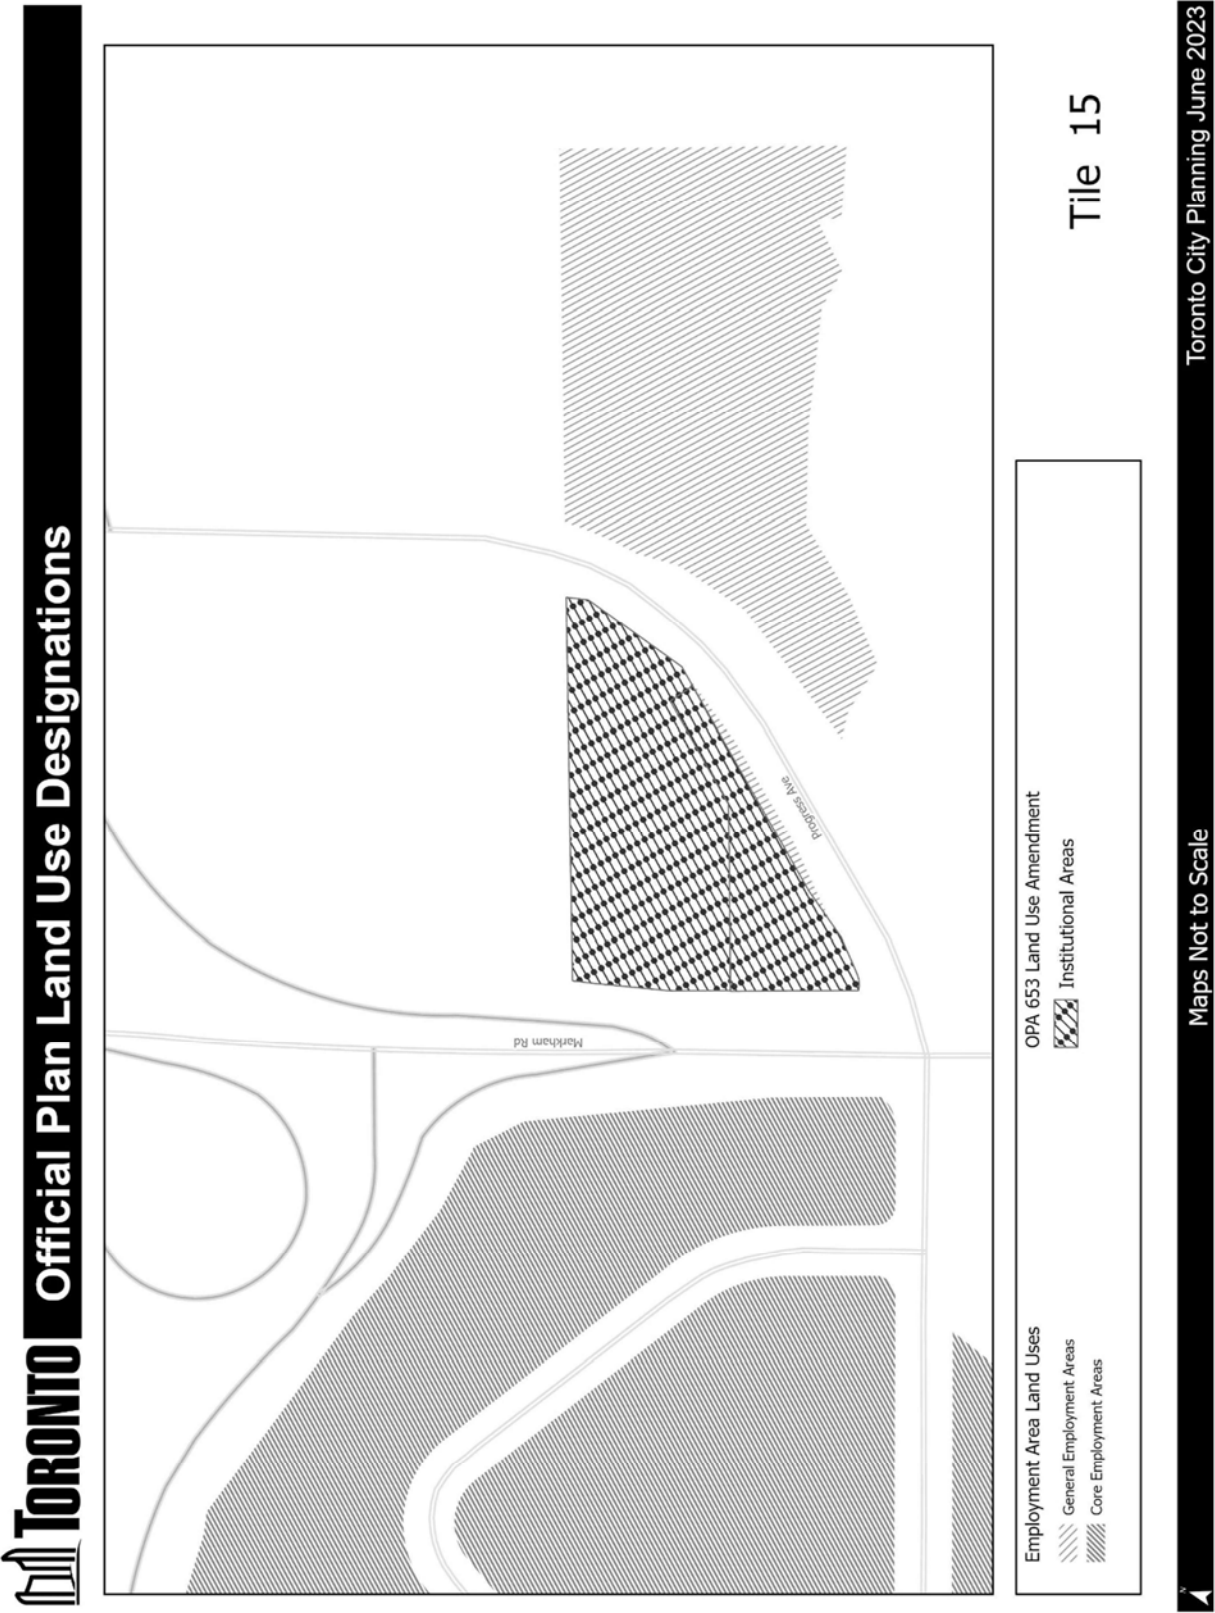 TORONTO Official Plan Land Use Designations
Markham Rd
Progress Ave
Employment Area Land Uses
General Employment Areas
Core Employment Areas
OPA 653 Land Use Amendment
Institutional Areas
Tile 15
N
Maps Not to Scale
Toronto City Planning June 2023